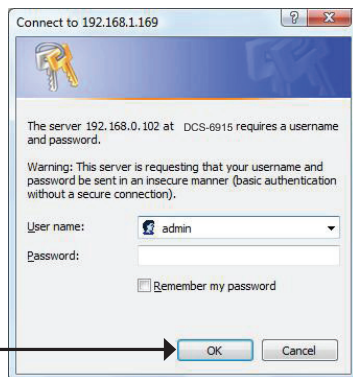 Connect to 192.168.1.169
The server 192.168.0.102 at DCS-6915 requires a username
and password.
Warning: This server is requesting that your username and
password be sent in an insecure manner (basic authentication
without a secure connection).
User name:
admin
Password:
Remember my password
OK
Cancel